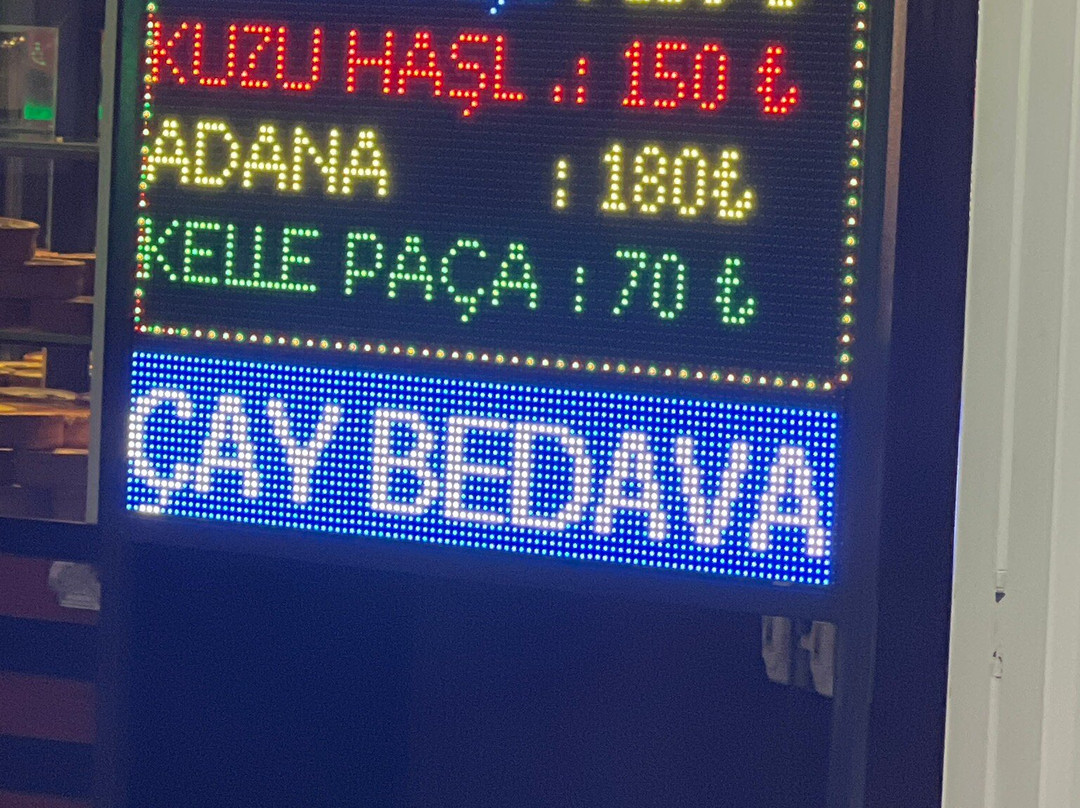 KUZU HAŞL .: 150 ₺
ADANA : 180₺
KELLE PAÇA : 70 ₺
ÇAY BEDAVA